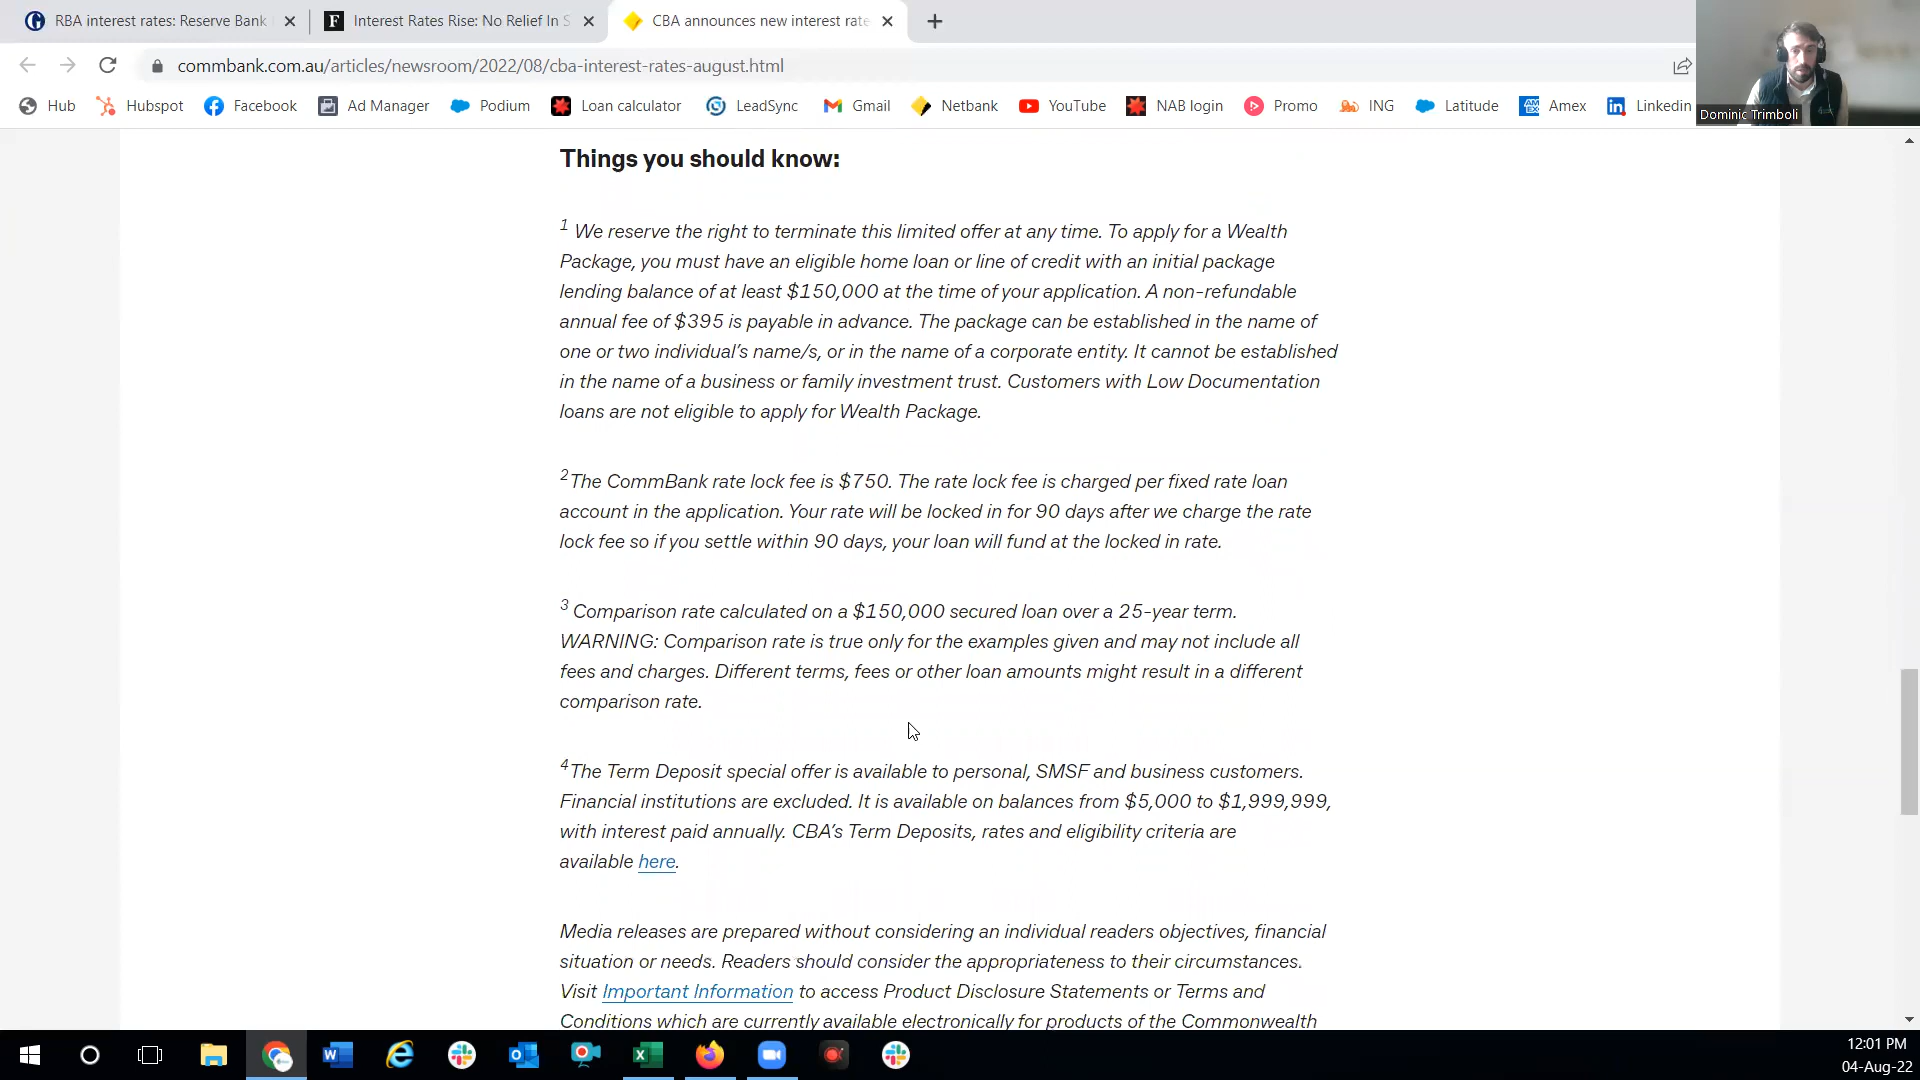 RBA interest rates: Reserve Bank
Interest Rates Rise: No Relief In S
CBA announces new interest rate
commbank.com.au/articles/newsroom/2022/08/cba-interest-rates-august.html
Hub Hubspot Facebook Ad Manager Podium Loan calculator LeadSync Gmail Netbank YouTube NAB login Promo ING Latitude Amex Linkedin
Dominic Trimboli
Things you should know:
1 We reserve the right to terminate this limited offer at any time. To apply for a Wealth
Package, you must have an eligible home loan or line of credit with an initial package
lending balance of at least $150,000 at the time of your application. A non-refundable
annual fee of $395 is payable in advance. The package can be established in the name of
one or two individual’s name/s, or in the name of a corporate entity. It cannot be established
in the name of a business or family investment trust. Customers with Low Documentation
loans are not eligible to apply for Wealth Package.
2 The CommBank rate lock fee is $750. The rate lock fee is charged per fixed rate loan
account in the application. Your rate will be locked in for 90 days after we charge the rate
lock fee so if you settle within 90 days, your loan will fund at the locked in rate.
3 Comparison rate calculated on a $150,000 secured loan over a 25-year term.
WARNING: Comparison rate is true only for the examples given and may not include all
fees and charges. Different terms, fees or other loan amounts might result in a different
comparison rate.
4 The Term Deposit special offer is available to personal, SMSF and business customers.
Financial institutions are excluded. It is available on balances from $5,000 to $1,999,999,
with interest paid annually. CBA’s Term Deposits, rates and eligibility criteria are
available here.
Media releases are prepared without considering an individual readers objectives, financial
situation or needs. Readers should consider the appropriateness to their circumstances.
Visit Important Information to access Product Disclosure Statements or Terms and
Conditions which are currently available electronically for products of the Commonwealth
12:01 PM
04-Aug-22